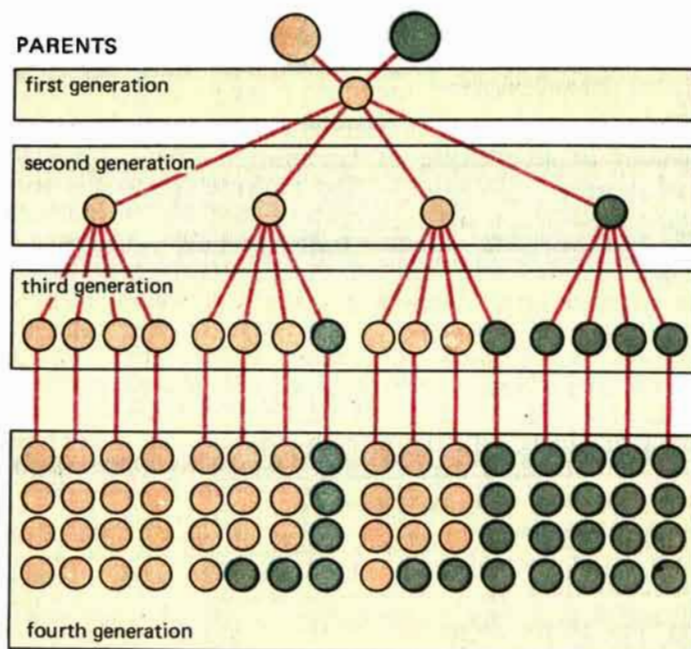 PARENTS
first generation
second generation
third generation
fourth generation